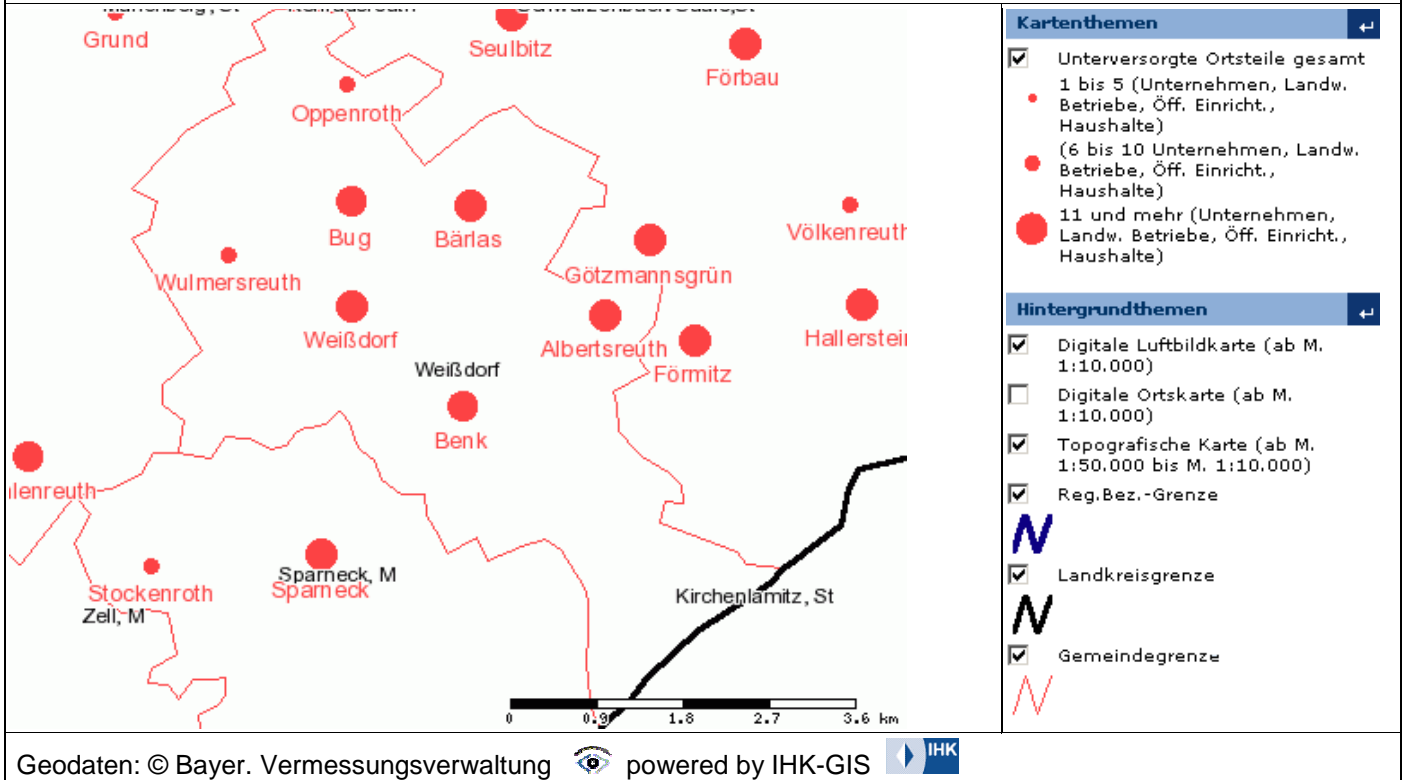 Grund
Seulbitz
Förbau
Oppenroth
Bug
Bärlas
Völkenreuth
Götzmannsgrün
Wulmersreuth
Weißdorf
Albertsreuth
Förmitz
Hallerstei
Weißdorf
Benk
lenreuth
Stockenroth
Sparneck, M
Sparneck
Zell, M
Kirchenlamitz, St
0 0.9 1.8 2.7 3.6 km
Kartenthemen
Unterversorgte Ortsteile gesamt
1 bis 5 (Unternehmen, Landw.
Betriebe, Öff. Einricht.,
Haushalte)
(6 bis 10 Unternehmen, Landw.
Betriebe, Öff. Einricht.,
Haushalte)
11 und mehr (Unternehmen,
Landw. Betriebe, Öff. Einricht.,
Haushalte)
Hintergrundthemen
Digitale Luftbildkarte (ab M.
1:10.000)
Digitale Ortskarte (ab M.
1:10.000)
Topografische Karte (ab M.
1:50.000 bis M. 1:10.000)
Reg.Bez.-Grenze
Landkreisgrenze
Gemeindegrenze
Geodaten: © Bayer. Vermessungsverwaltung powered by IHK-GIS IHK